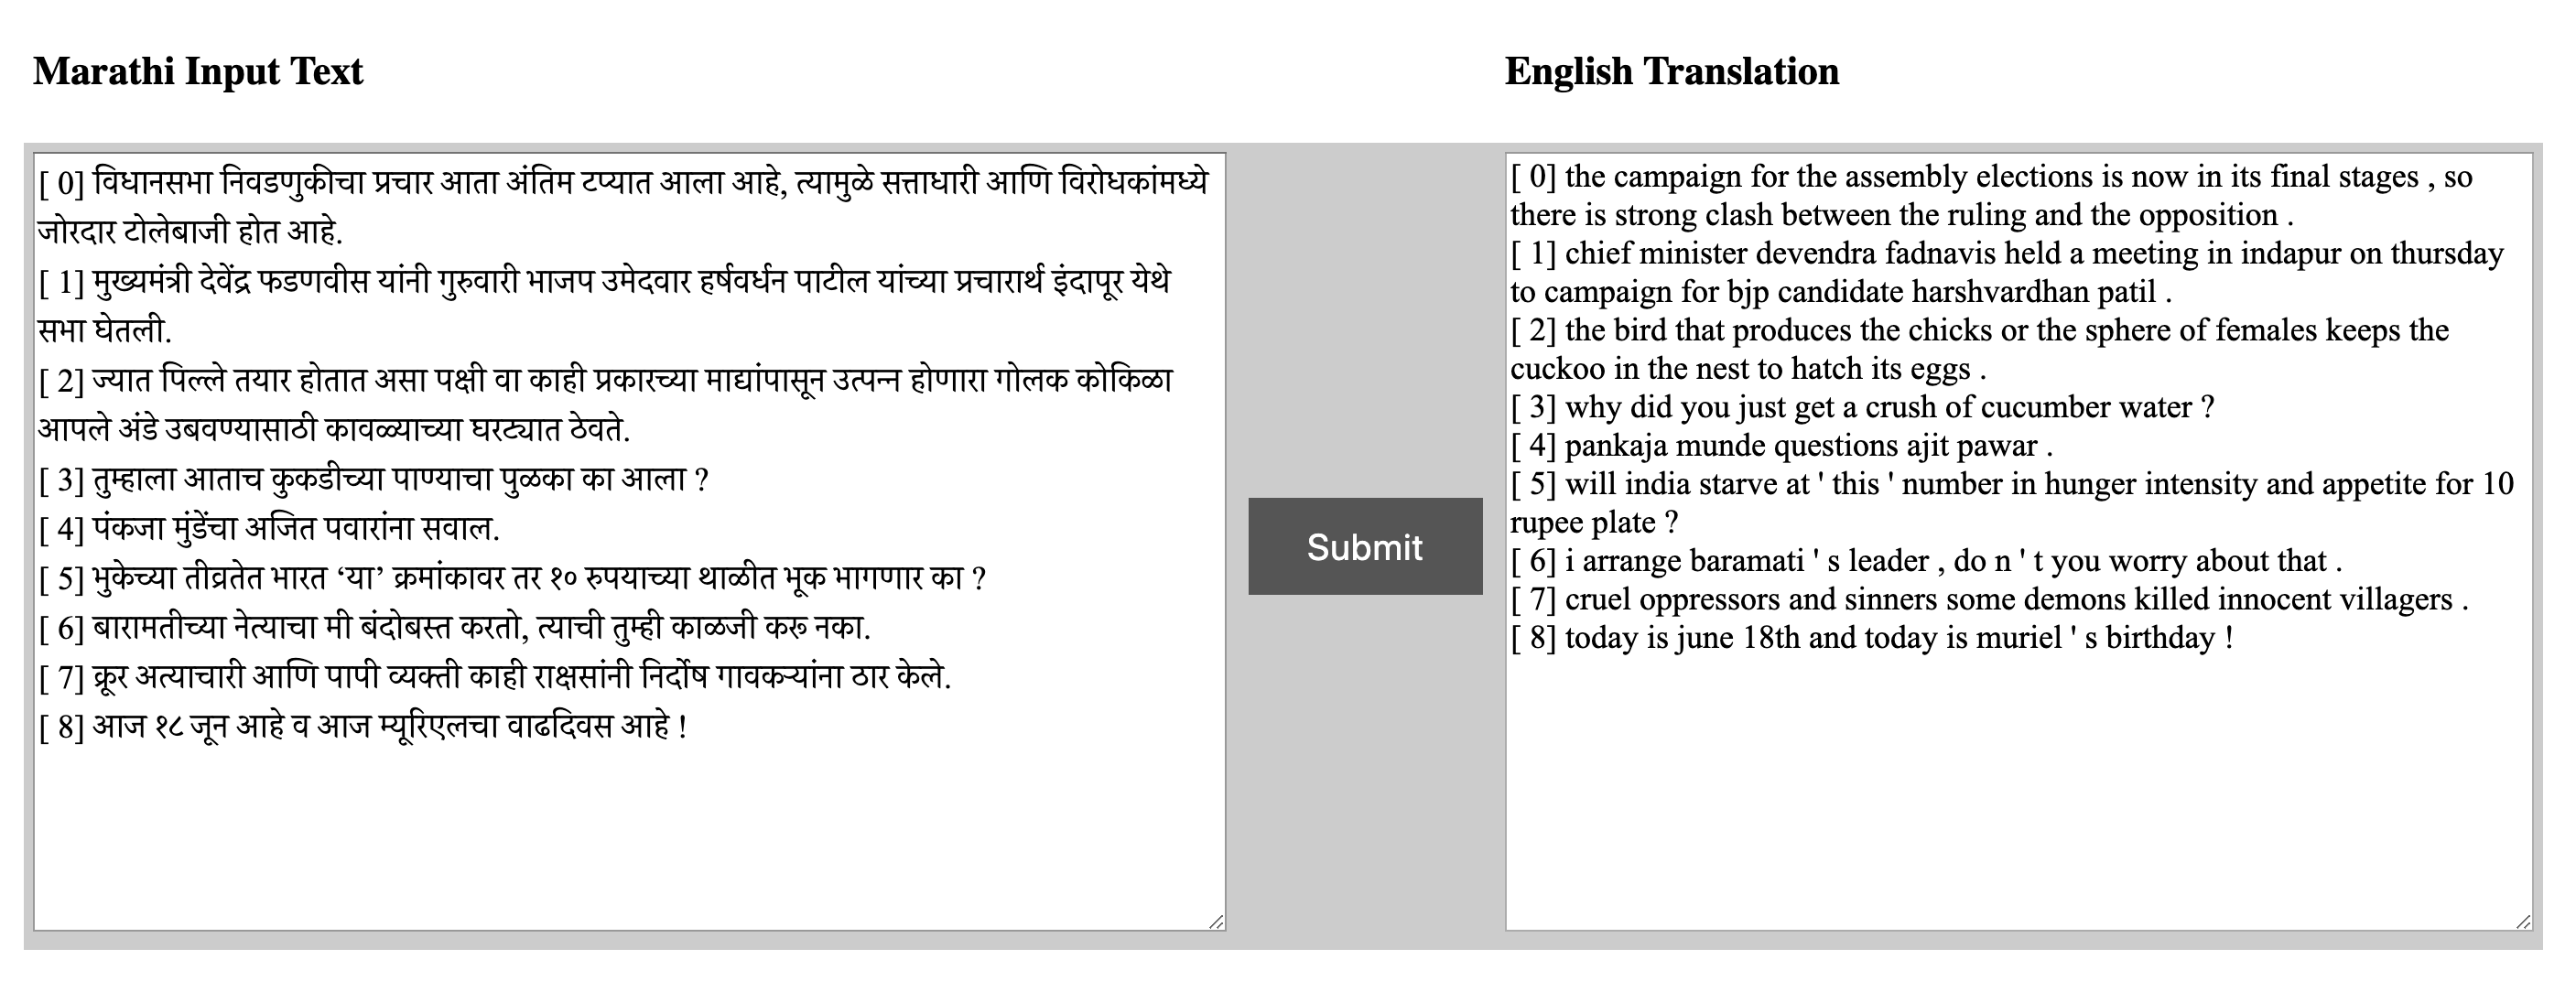 Marathi Input Text
English Translation
[ 0] विधानसभा निवडणुकीचा प्रचार आता अंतिम टप्यात आला आहे, त्यामुळे सत्ताधारी आणि विरोधकांमध्ये
जोरदार टोलेबाजी होत आहे.
[ 1] मुख्यमंत्री देवेंद्र फडणवीस यांनी गुरुवारी भाजप उमेदवार हर्षवर्धन पाटील यांच्या प्रचारार्थ इंदापूर येथे
सभा घेतली.
[ 2] ज्यात पिल्ले तयार होतात असा पक्षी वा काही प्रकारच्या माद्यांपासून उत्पन्न होणारा गोलक कोकिळा
आपले अंडे उबवण्यासाठी कावळ्याच्या घरट्यात ठेवते.
[ 3] तुम्हाला आताच कुकडीच्या पाण्याचा पुळका का आला ?
[ 4] पंकजा मुंडेंचा अजित पवारांना सवाल.
[ 5] भुकेच्या तीव्रतेत भारत ‘या’ क्रमांकावर तर १० रुपयाच्या थाळीत भूक भागणार का ?
[ 6] बारामतीच्या नेत्याचा मी बंदोबस्त करतो, त्याची तुम्ही काळजी करू नका.
[ 7] क्रूर अत्याचारी आणि पापी व्यक्ती काही राक्षसांनी निर्दोष गावकऱ्यांना ठार केले.
[ 8] आज १८ जून आहे व आज म्यूरिएलचा वाढदिवस आहे !
Submit
[ 0] the campaign for the assembly elections is now in its final stages , so
there is strong clash between the ruling and the opposition .
[ 1] chief minister devendra fadnavis held a meeting in indapur on thursday
to campaign for bjp candidate harshvardhan patil .
[ 2] the bird that produces the chicks or the sphere of females keeps the
cuckoo in the nest to hatch its eggs .
[ 3] why did you just get a crush of cucumber water ?
[ 4] pankaja munde questions ajit pawar .
[ 5] will india starve at ' this ' number in hunger intensity and appetite for 10
rupee plate ?
[ 6] i arrange baramati ' s leader , do n ' t you worry about that .
[ 7] cruel oppressors and sinners some demons killed innocent villagers .
[ 8] today is june 18th and today is muriel ' s birthday !